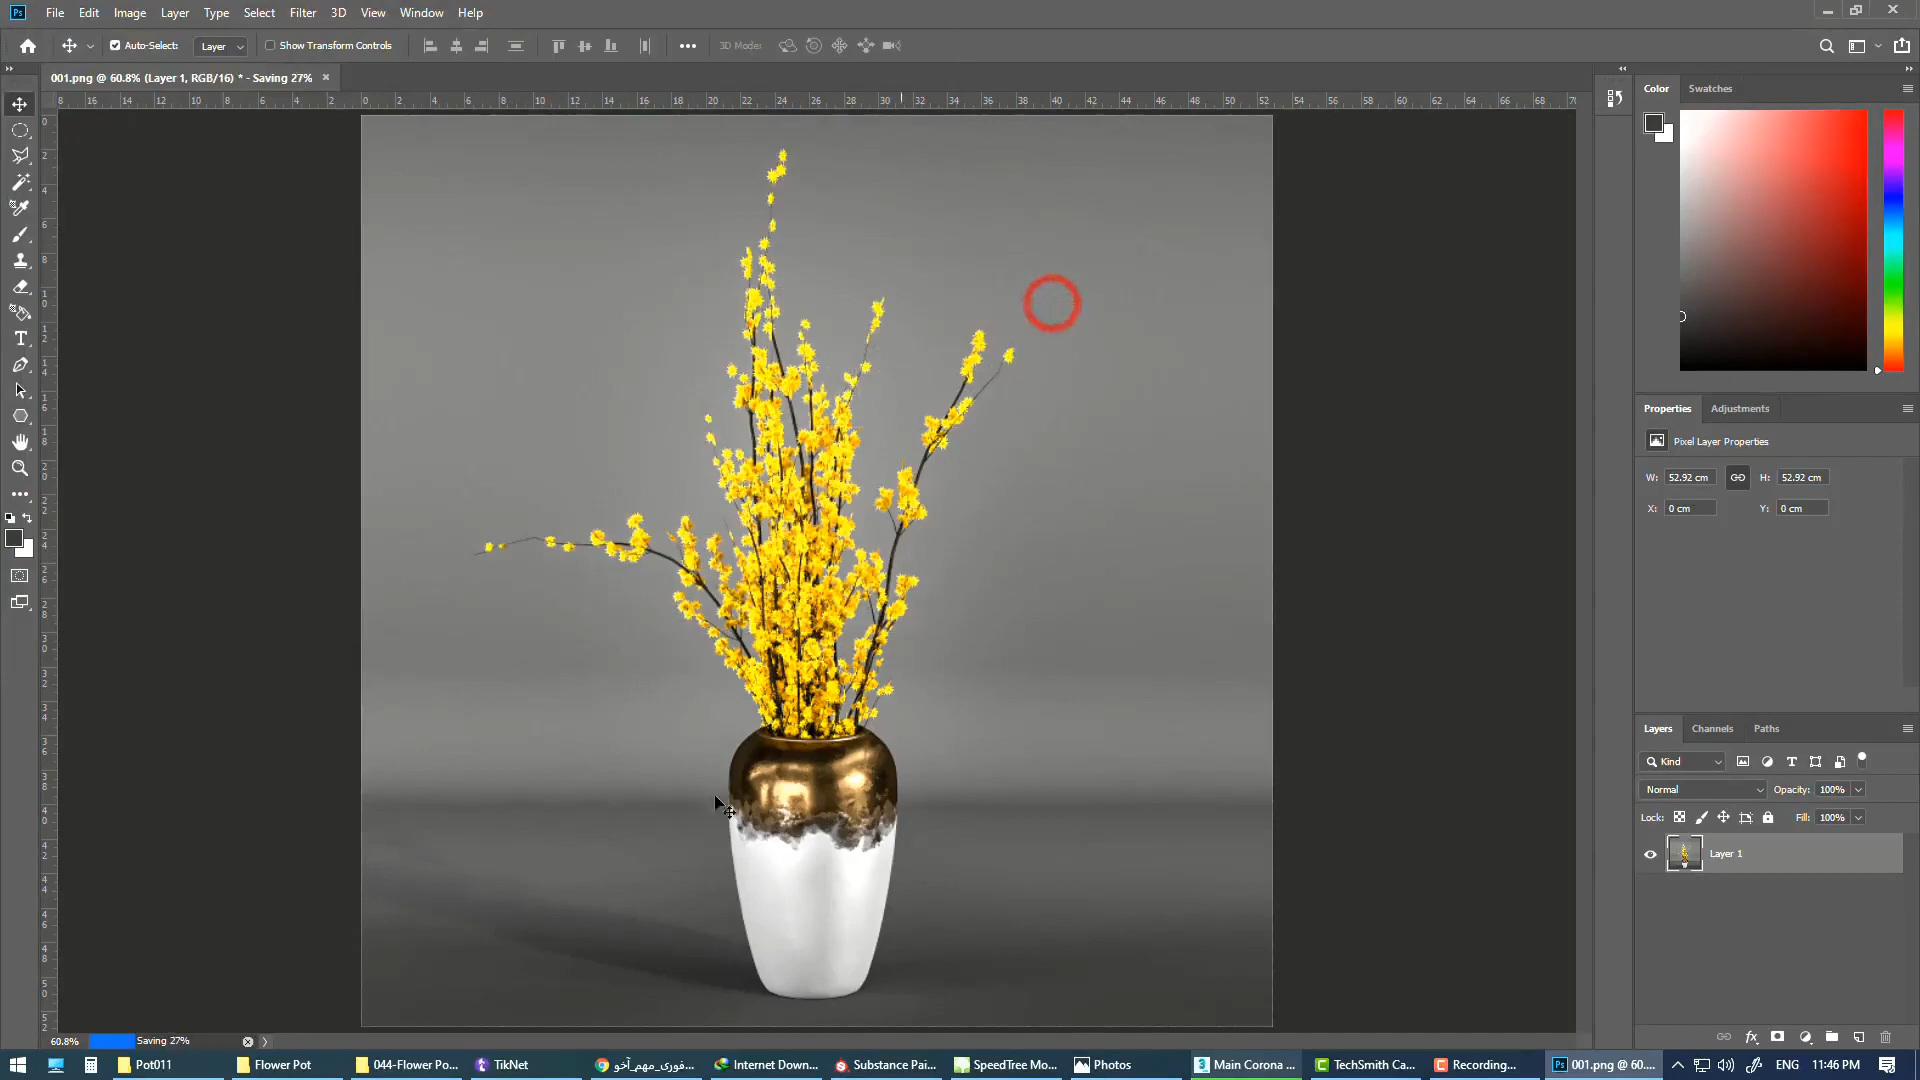 Ps File Edit Image Layer Type Select Filter 3D View Window Help
Auto-Select: Layer Show Transform Controls ••• 3D Mode:
001.png @ 60.8% (Layer 1, RGB/16) * - Saving 27% ×
Color Swatches
Properties Adjustments
Pixel Layer Properties
W: 52.92 cm H: 52.92 cm
X: 0 cm Y: 0 cm
Layers Channels Paths
Kind
Normal Opacity: 100%
Lock: Fill: 100%
Layer 1
60.8% Saving 27%
Pot011 Flower Pot 044-Flower Po... TikNet فوری_مهم_آخو... Internet Down... Substance Pai... SpeedTree Mo... Photos Main Corona ... TechSmith Ca... Recording... 001.png @ 60.... ENG 11:46 PM